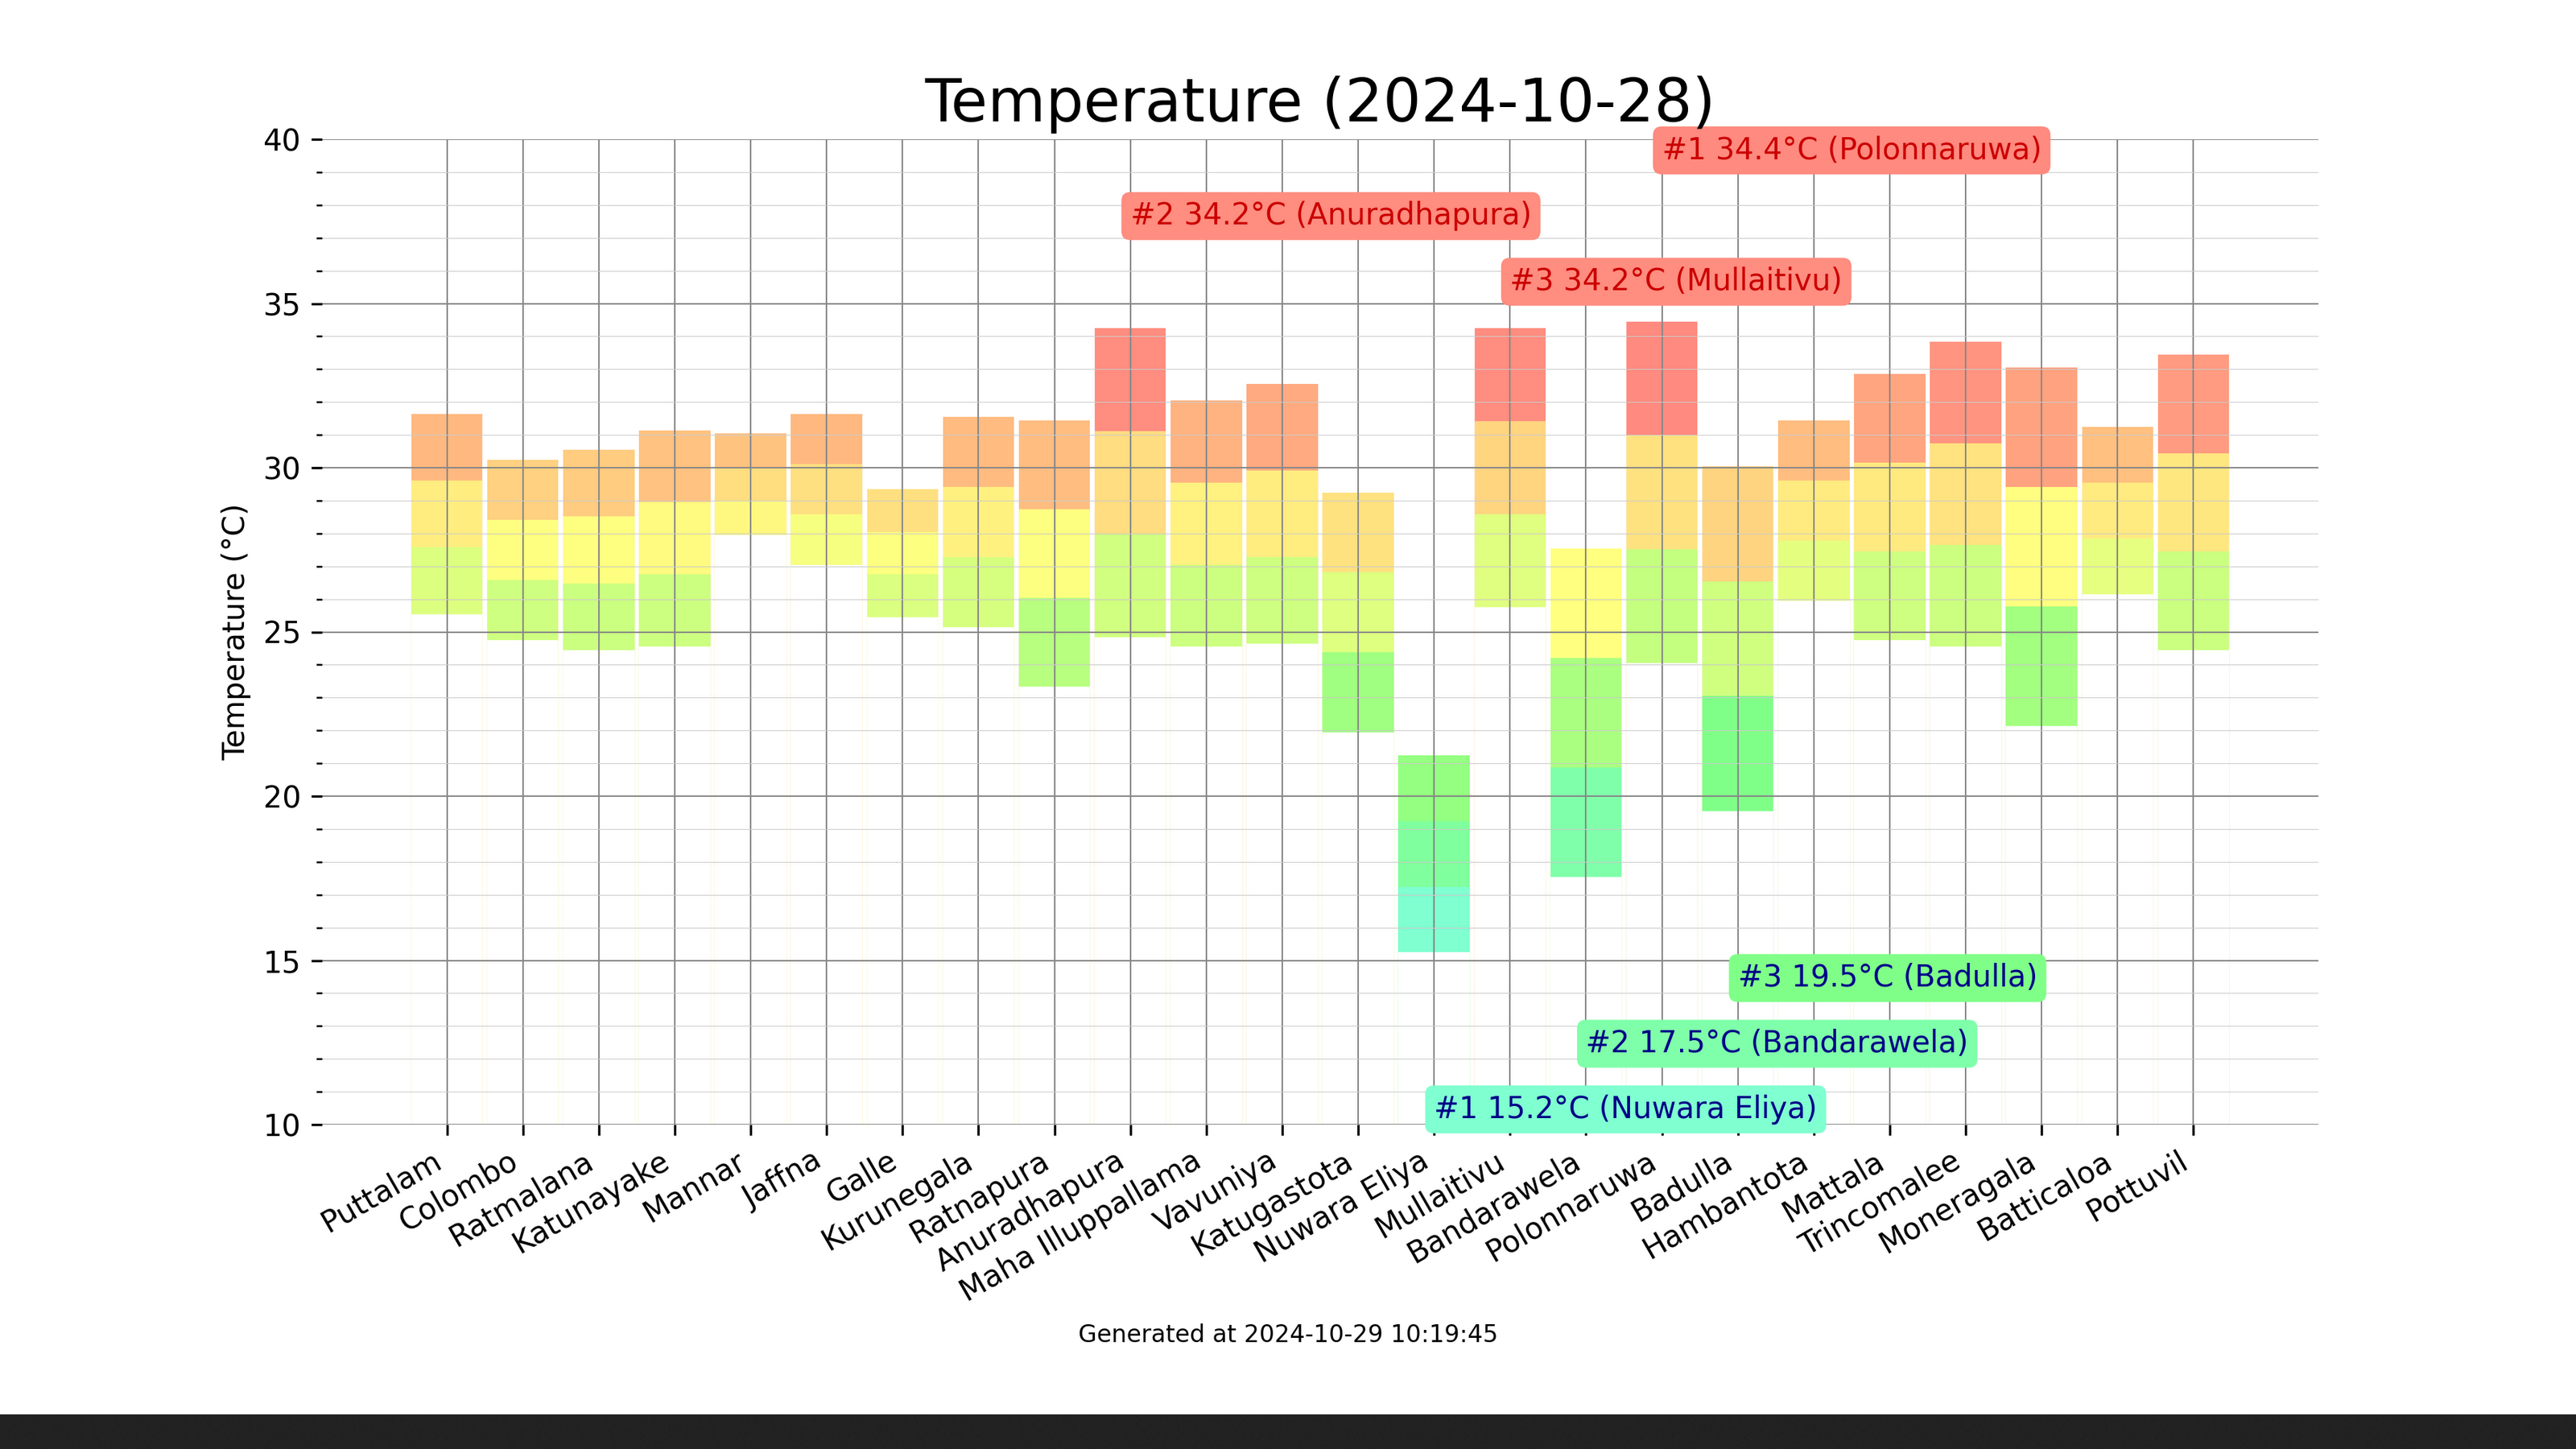 Temperature (2024-10-28)
#1 34.4°C (Polonnaruwa)
#2 34.2°C (Anuradhapura)
#3 34.2°C (Mullaitivu)
40
35
30
25
20
15
10
Temperature (°C)
#3 19.5°C (Badulla)
#2 17.5°C (Bandarawela)
#1 15.2°C (Nuwara Eliya)
Puttalam
Colombo
Ratmalana
Katunayake
Mannar
Jaffna
Galle
Kurunegala
Ratnapura
Anuradhapura
Maha Illuppallama
Vavuniya
Katugastota
Nuwara Eliya
Mullaitivu
Bandarawela
Polonnaruwa
Badulla
Hambantota
Mattala
Trincomalee
Moneragala
Batticaloa
Pottuvil
Generated at 2024-10-29 10:19:45